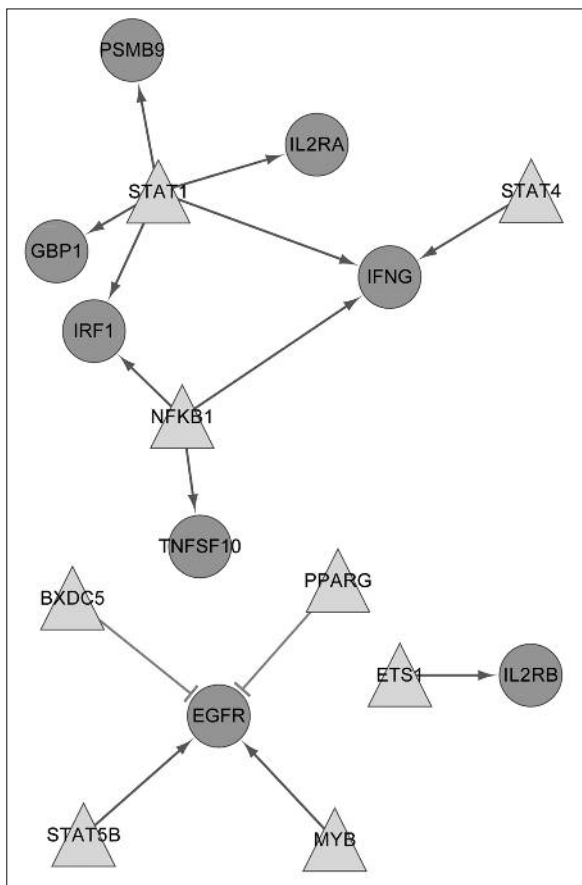 PSMB9
IL2RA
STAT1
STAT4
GBP1
IFNG
IRF1
NFKB1
TNFSF10
BXDC5
PPARG
ETS1
IL2RB
EGFR
STAT5B
MYB